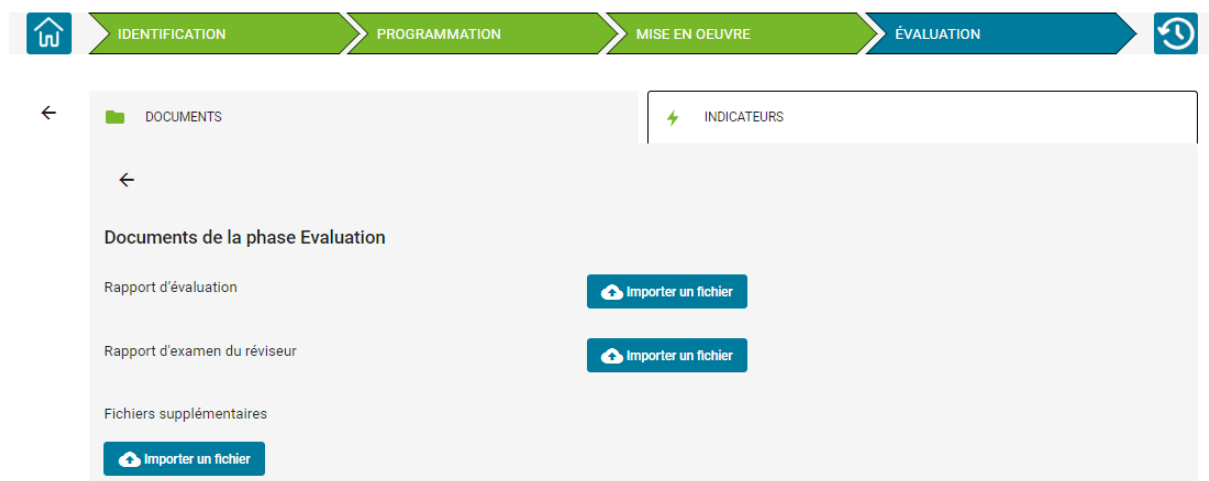 IDENTIFICATION
PROGRAMMATION
MISE EN OEUVRE
ÉVALUATION
DOCUMENTS
INDICATEURS
Documents de la phase Evaluation
Rapport d'évaluation
Importer un fichier
Rapport d'examen du réviseur
Importer un fichier
Fichiers supplémentaires
Importer un fichier